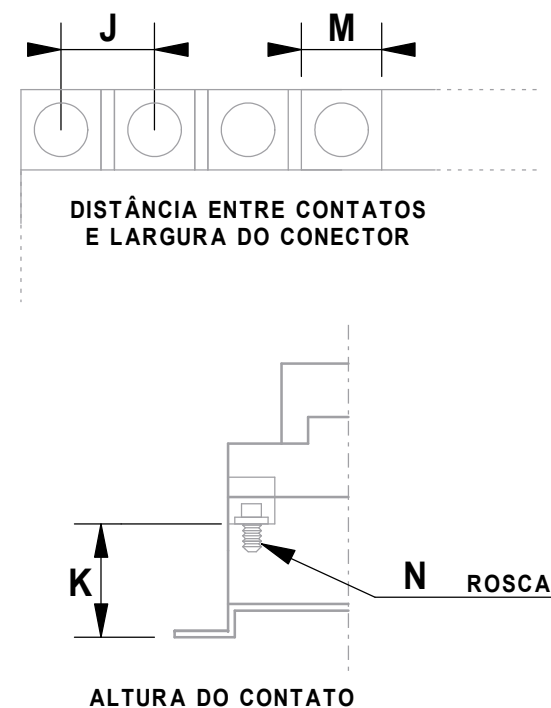 J M
DISTÂNCIA ENTRE CONTATOS
E LARGURA DO CONECTOR
K
N ROSCA
ALTURA DO CONTATO